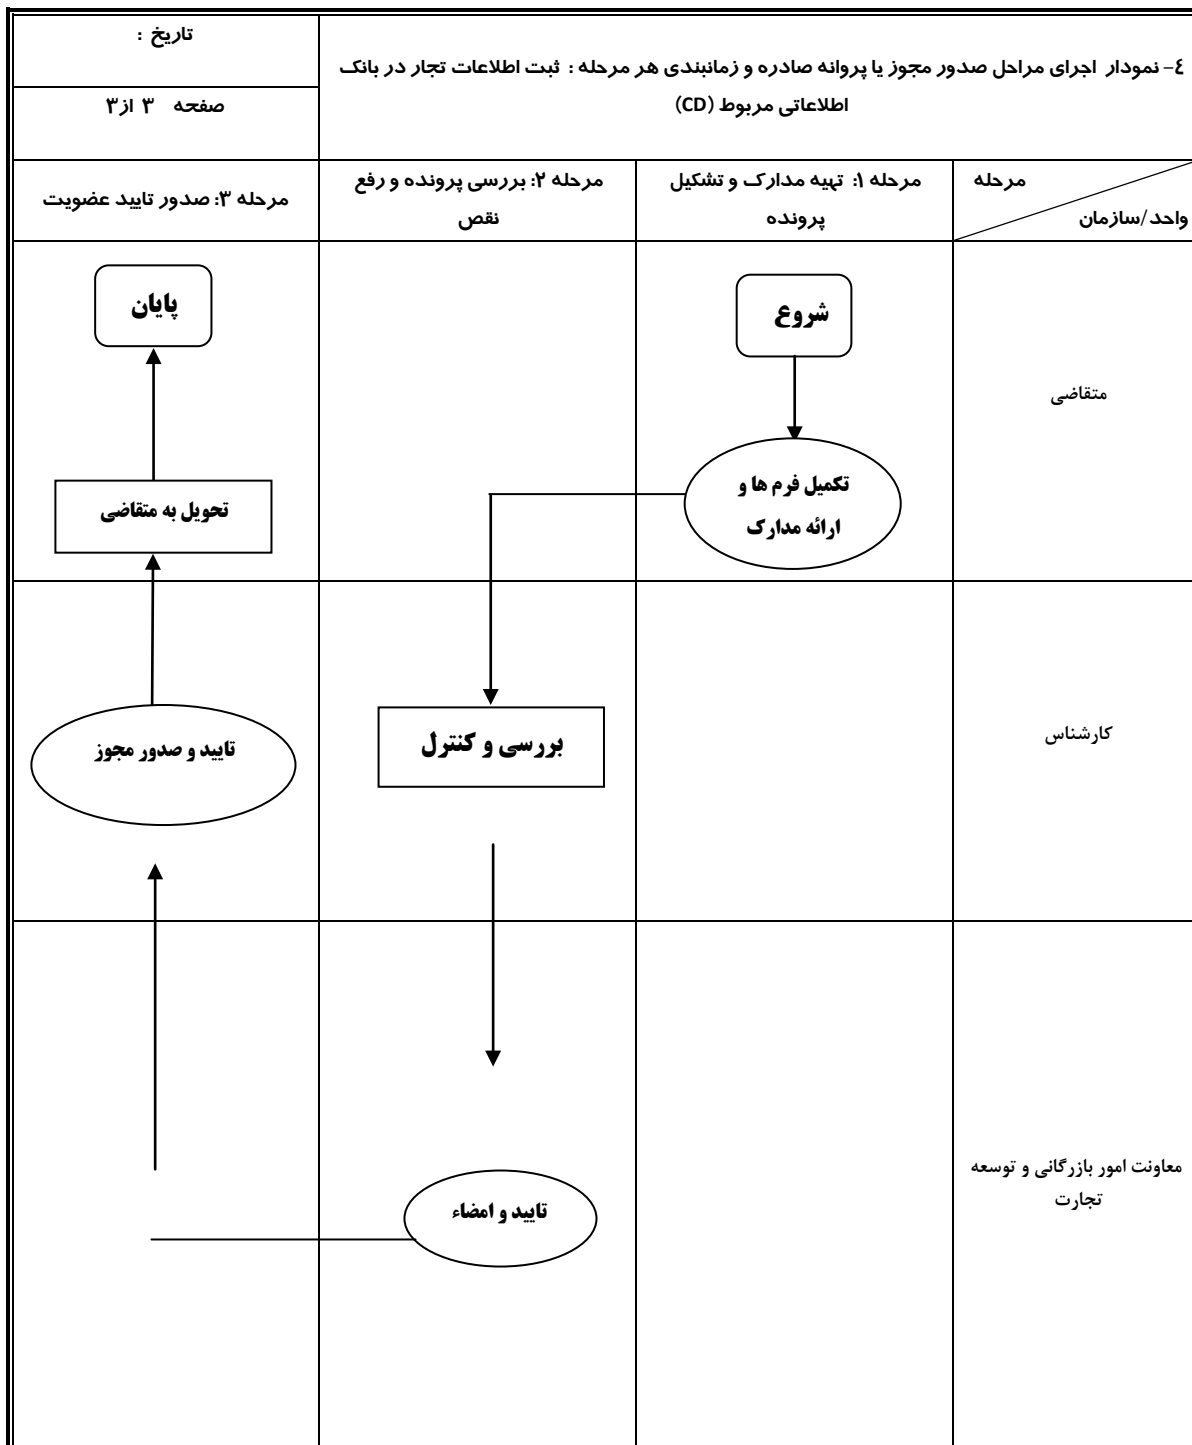 ٤- نمودار اجرای مراحل صدور مجوز یا پروانه صادره و زمانبندی هر مرحله : ثبت اطلاعات تجار در بانک
اطلاعاتی مربوط (CD)
تاریخ :
صفحه ۳ از ۳
مرحله
واحد/سازمان
مرحله ۱: تهیه مدارک و تشکیل
پرونده
مرحله ۲: بررسی پرونده و رفع
نقص
مرحله ۳: صدور تایید عضویت
متقاضی
شروع
تکمیل فرم ها و
ارائه مدارک
پایان
تحویل به متقاضی
کارشناس
بررسی و کنترل
تایید و صدور مجوز
معاونت امور بازرگانی و توسعه
تجارت
تایید و امضاء